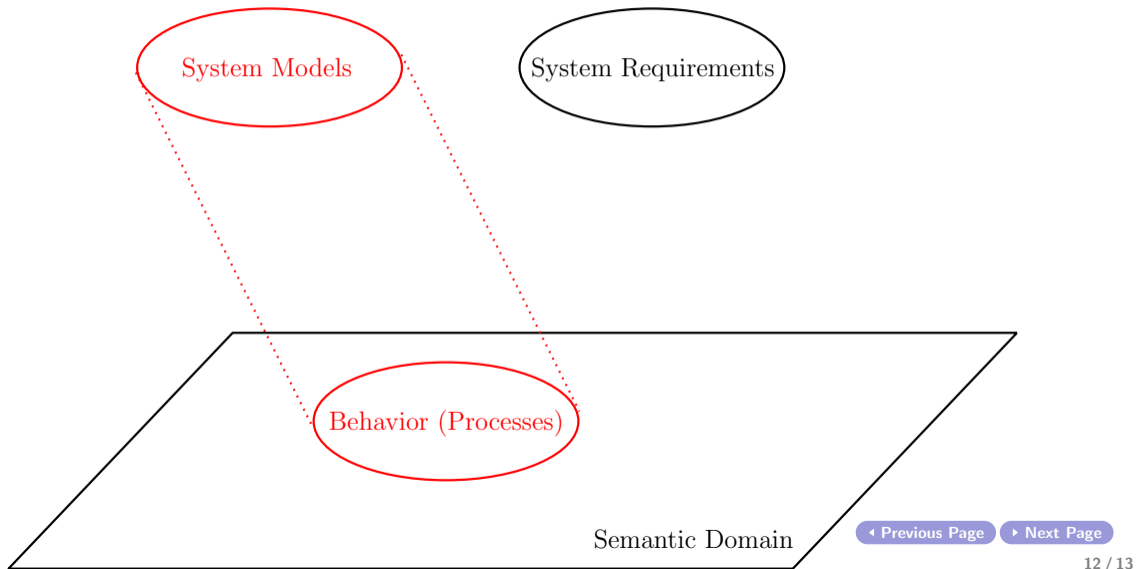 System Models
System Requirements
Behavior (Processes)
Semantic Domain
Previous Page
Next Page
12 / 13